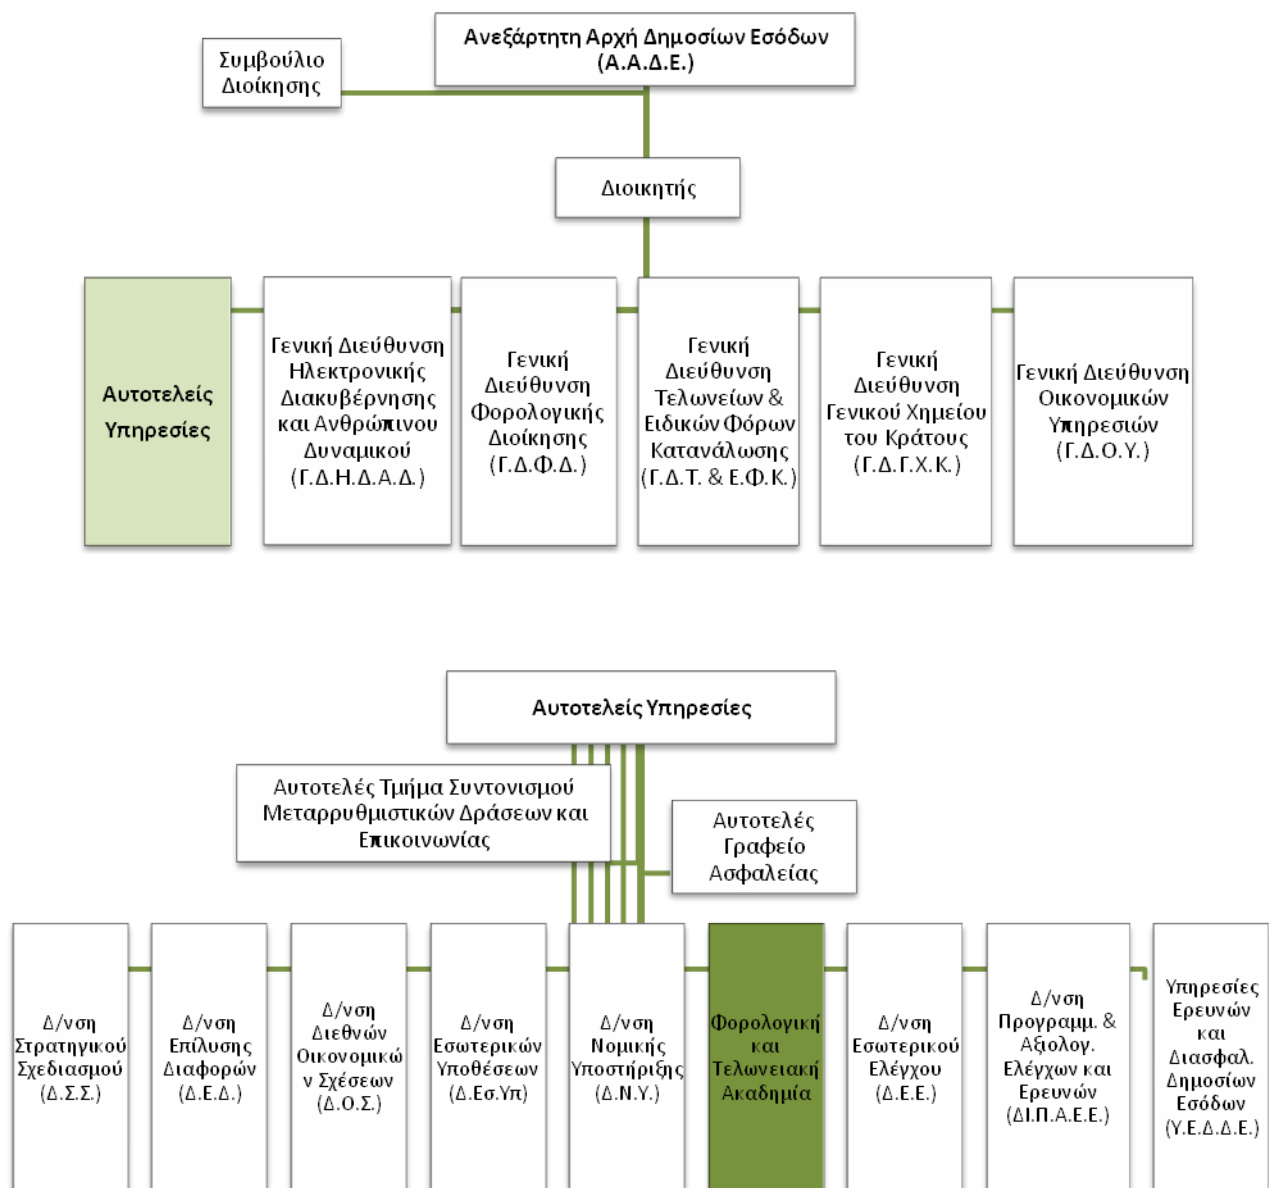 Ανεξάρτητη Αρχή Δημοσίων Εσόδων
(Α.Α.Δ.Ε.)
Συμβούλιο
Διοίκησης
Διοικητής
Αυτοτελείς
Υπηρεσίες
Γενική Διεύθυνση
Ηλεκτρονικής
Διακυβέρνησης
και Ανθρώπινου
Δυναμικού
(Γ.Δ.Η.Δ.Α.Δ.)
Γενική
Διεύθυνση
Φορολογικής
Διοίκησης
(Γ.Δ.Φ.Δ.)
Γενική
Διεύθυνση
Τελωνείων &
Ειδικών Φόρων
Κατανάλωσης
(Γ.Δ.Τ. & Ε.Φ.Κ.)
Γενική
Διεύθυνση
Γενικού Χημείου
του Κράτους
(Γ.Δ.Γ.Χ.Κ.)
Γενική Διεύθυνση
Οικονομικών
Υπηρεσιών
(Γ.Δ.Ο.Υ.)
Αυτοτελείς Υπηρεσίες
Αυτοτελές Τμήμα Συντονισμού
Μεταρρυθμιστικών Δράσεων και
Επικοινωνίας
Αυτοτελές
Γραφείο
Ασφαλείας
Δ/νση
Στρατηγικού
Σχεδιασμού
(Δ.Σ.Σ.)
Δ/νση
Επίλυσης
Διαφορών
(Δ.Ε.Δ.)
Δ/νση
Διεθνών
Οικονομικώ
ν Σχέσεων
(Δ.Ο.Σ.)
Δ/νση
Εσωτερικών
Υποθέσεων
(Δ.Εσ.Υπ)
Δ/νση
Νομικής
Υποστήριξης
(Δ.Ν.Υ.)
Φορολογική
και
Τελωνειακή
Ακαδημία
Δ/νση
Εσωτερικού
Ελέγχου
(Δ.Ε.Ε.)
Δ/νση
Προγραμμ. &
Αξιολογ.
Ελέγχων και
Ερευνών
(ΔΙ.Π.Α.Ε.Ε.)
Υπηρεσίες
Ερευνών
και
Διασφαλ.
Δημοσίων
Εσόδων
(Υ.Ε.Δ.Δ.Ε.)